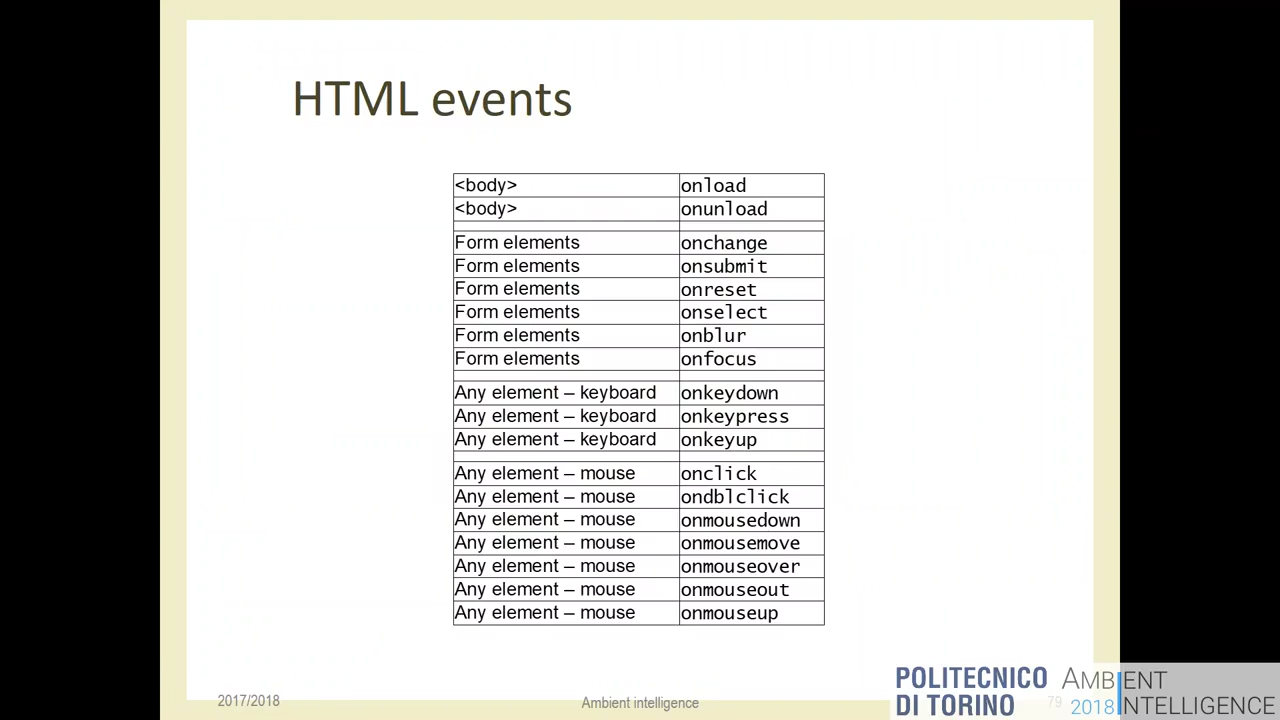 HTML events
<body> onload
<body> onunload
Form elements onchange
Form elements onsubmit
Form elements onreset
Form elements onselect
Form elements onblur
Form elements onfocus
Any element – keyboard onkeydown
Any element – keyboard onkeypress
Any element – keyboard onkeyup
Any element – mouse onclick
Any element – mouse ondblclick
Any element – mouse onmousedown
Any element – mouse onmousemove
Any element – mouse onmouseover
Any element – mouse onmouseout
Any element – mouse onmouseup
2017/2018 Ambient intelligence 79
POLITECNICO
DI TORINO
AMBIENT
2018 INTELLIGENCE